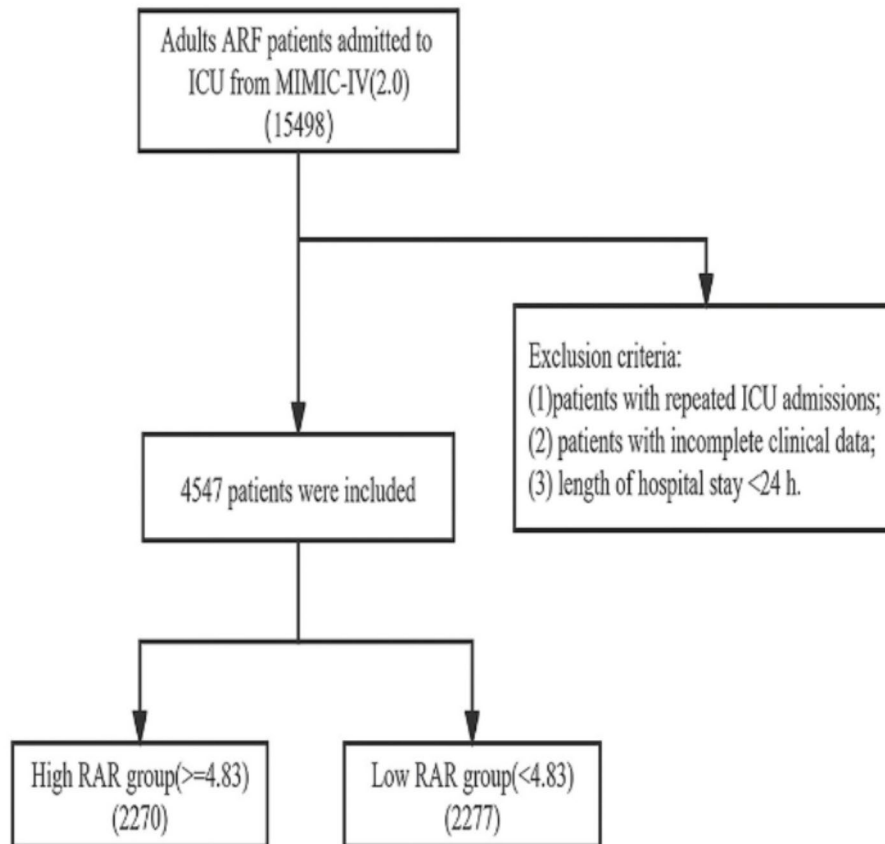 Adults ARF patients admitted to
ICU from MIMIC-IV(2.0)
(15498)
Exclusion criteria:
(1)patients with repeated ICU admissions;
(2) patients with incomplete clinical data;
(3) length of hospital stay <24 h.
4547 patients were included
High RAR group(>=4.83)
(2270)
Low RAR group(<4.83)
(2277)